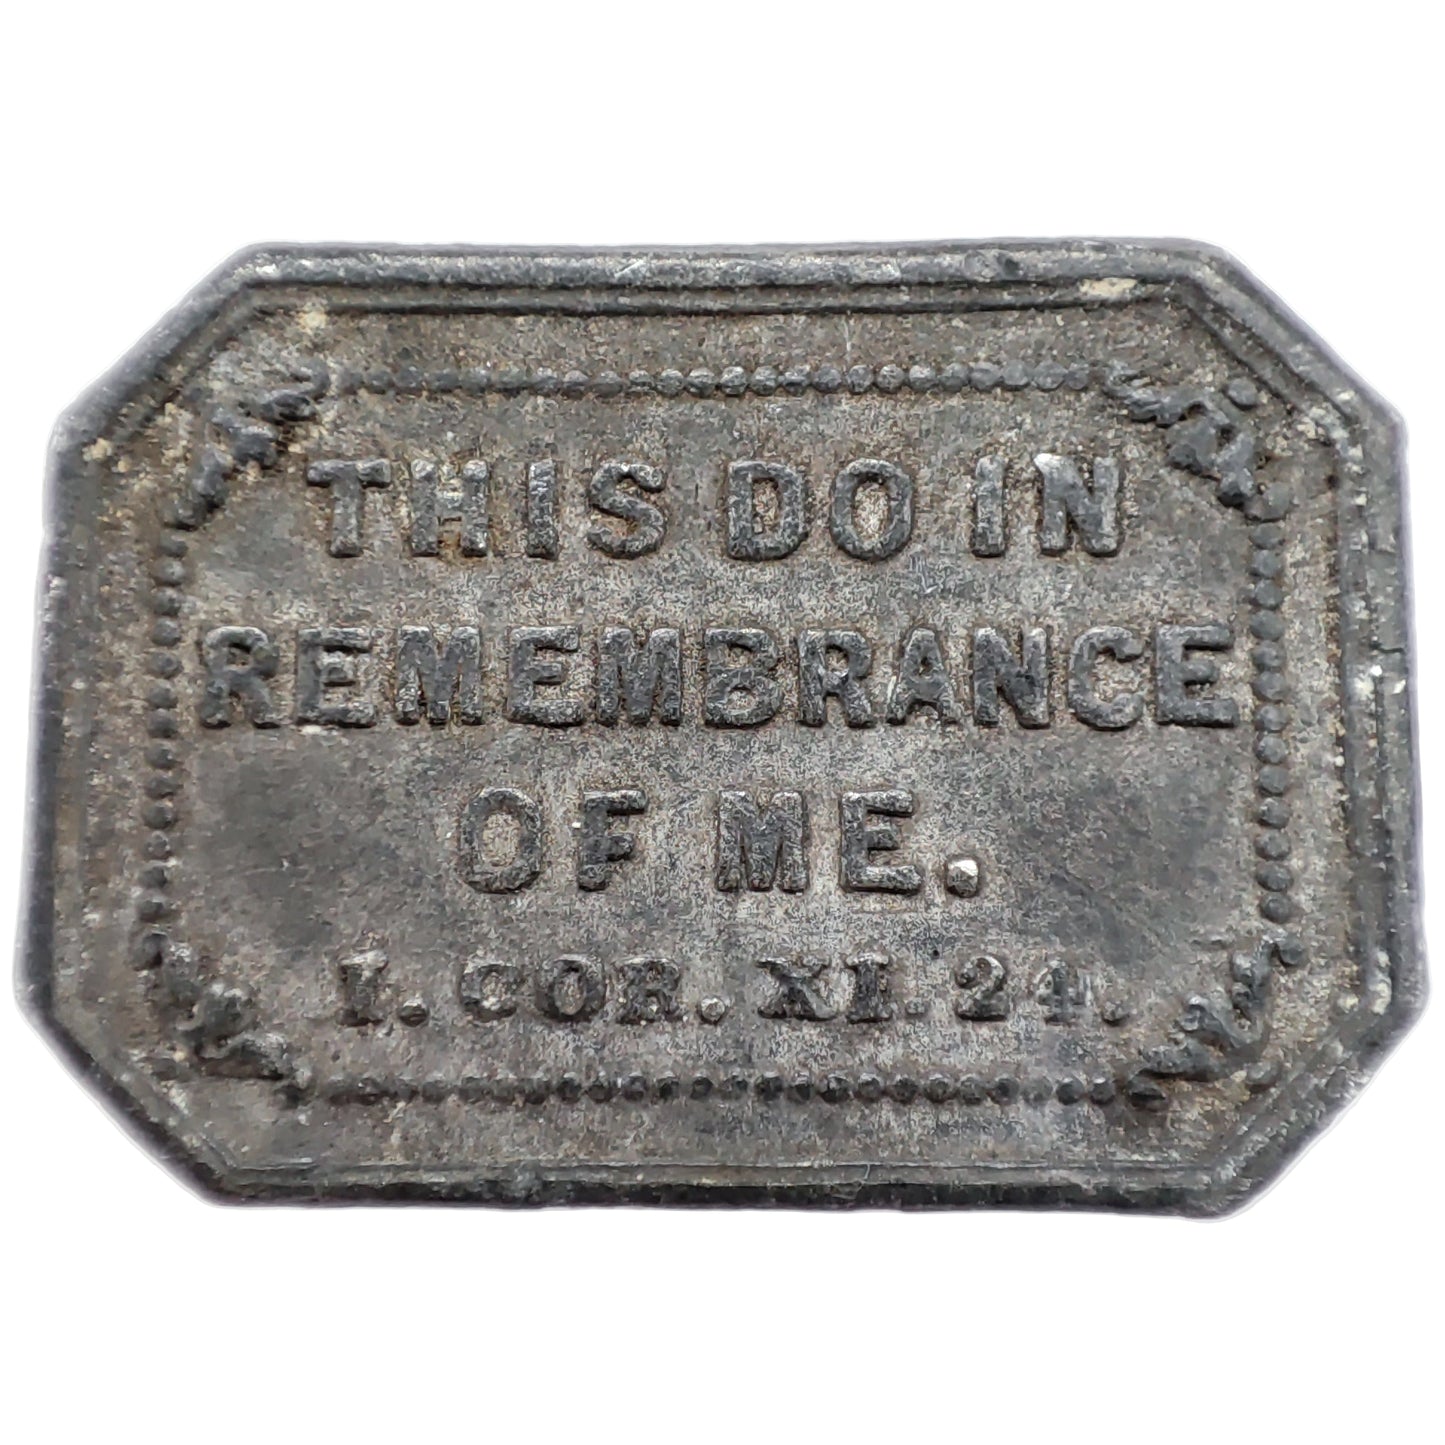 THIS DO IN
REMEMBRANCE
OF ME.
I. COR. XI. 24.